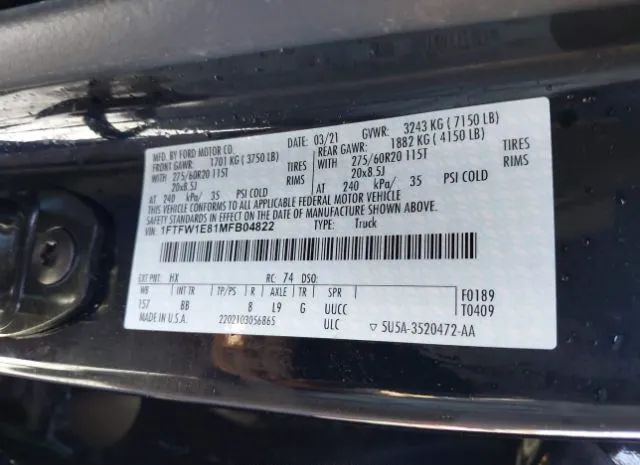 MFD. BY FORD MOTOR CO.
DATE: 03/21 GVWR: 3243 KG ( 7150 LB)
FRONT GAWR: 1701 KG ( 3750 LB) REAR GAWR: 1882 KG ( 4150 LB)
WITH 275/60R20 115T TIRES WITH 275/60R20 115T TIRES
20x8.5J RIMS 20x8.5J RIMS
AT 240 kPa/ 35 PSI COLD AT 240 kPa/ 35 PSI COLD
THIS VEHICLE CONFORMS TO ALL APPLICABLE FEDERAL MOTOR VEHICLE
SAFETY STANDARDS IN EFFECT ON THE DATE OF MANUFACTURE SHOWN ABOVE.
VIN: 1FTFW1E81MFB04822 TYPE: Truck
EXT PNT: HX RC: 74 DSO:
WB INT TR TP/PS R AXLE TR SPR
157 BB 8 L9 G UUCC
F0189
T0409
MADE IN U.S.A. 2202103056865 ULC 5U5A-3520472-AA